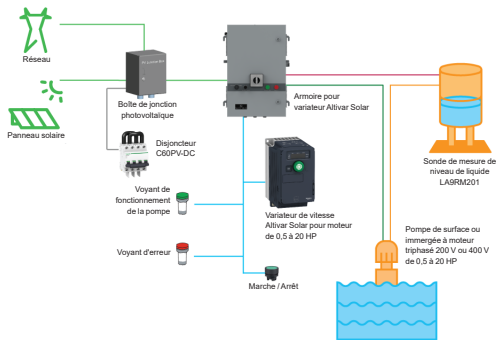 Réseau
Panneau solaire
Boîte de jonction
photovoltaïque
Disjoncteur
C60PV-DC
Armoire pour
variateur Altivar Solar
Sonde de mesure de
niveau de liquide
LA9RM201
Voyant de
fonctionnement
de la pompe
Variateur de vitesse
Altivar Solar pour moteur
de 0,5 à 20 HP
Pompe de surface ou
immergée à moteur
triphasé 200 V ou 400 V
de 0,5 à 20 HP
Voyant d'erreur
Marche / Arrêt